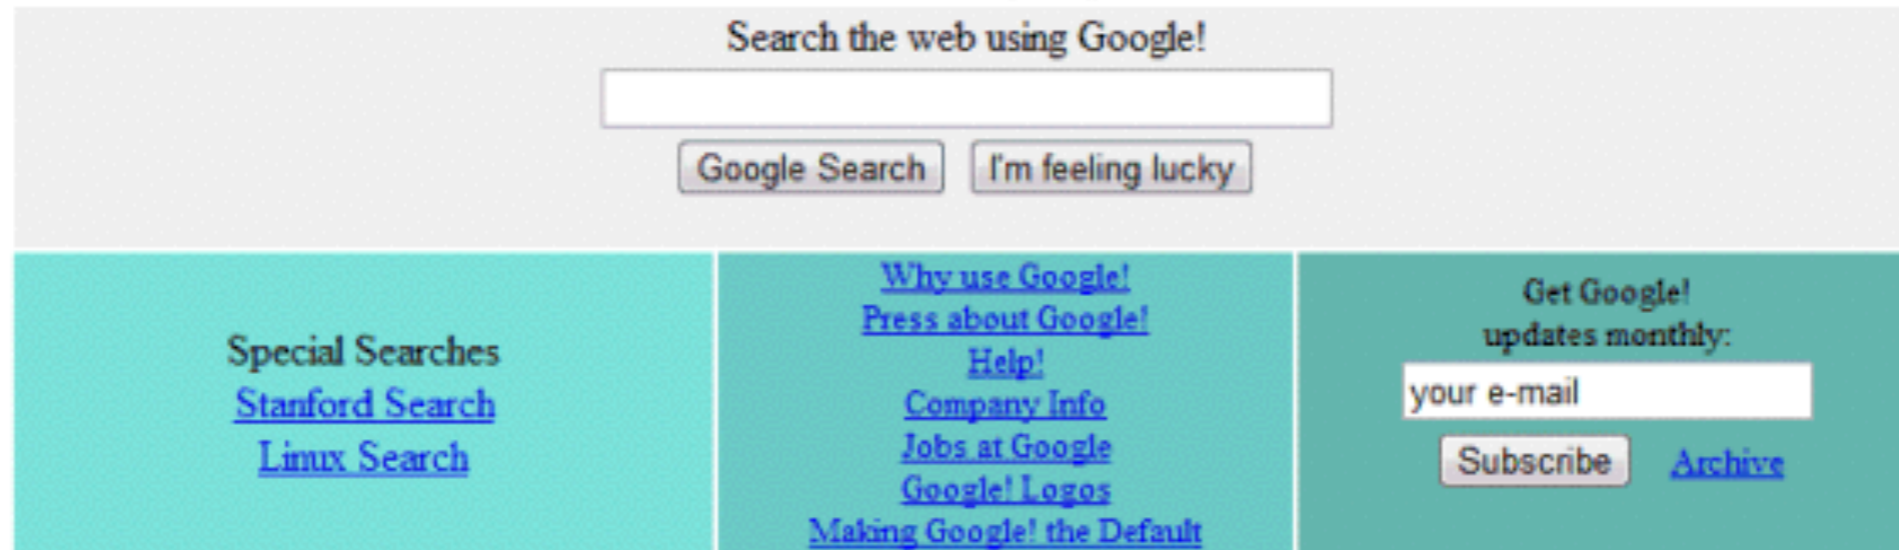 Search the web using Google!
Google Search
I'm feeling lucky
Special Searches
Stanford Search
Linux Search
Why use Google!
Press about Google!
Help!
Company Info
Jobs at Google
Google! Logos
Making Google! the Default
Get Google!
updates monthly:
your e-mail
Subscribe
Archive